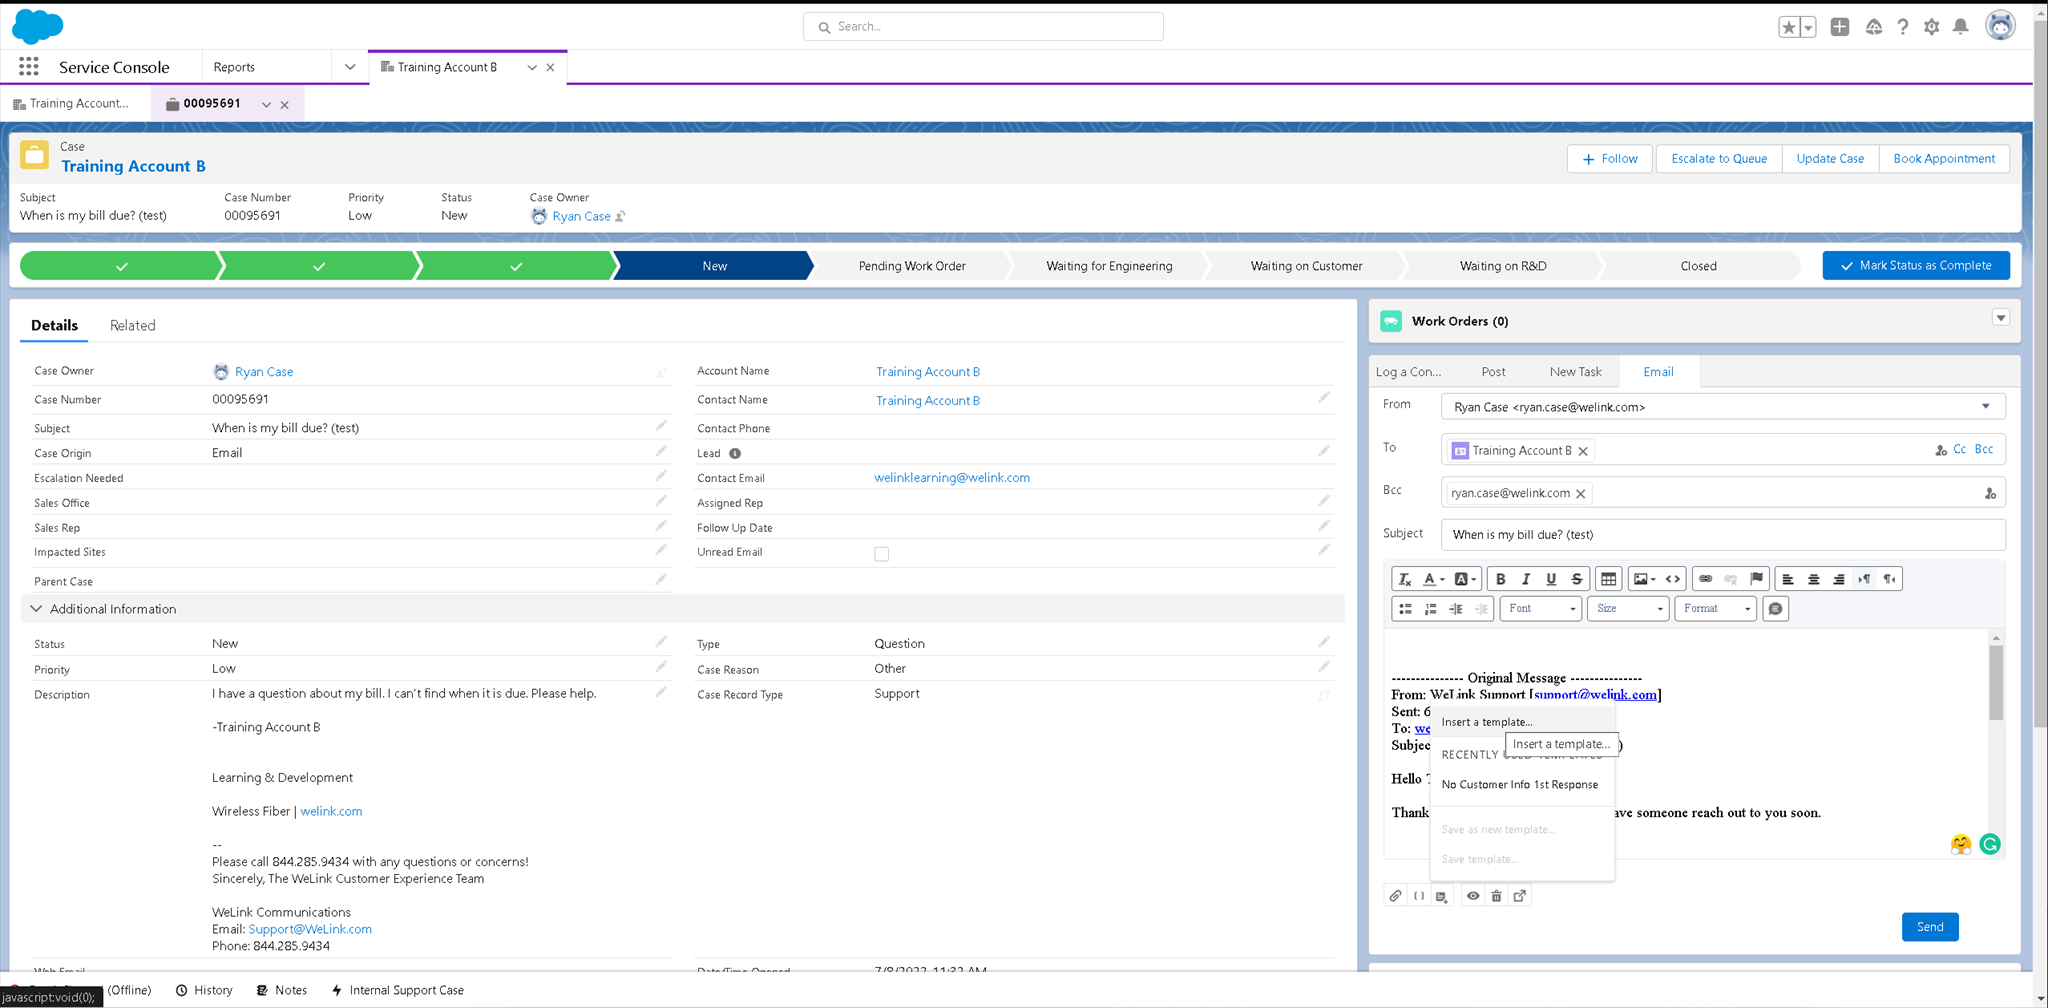 Search...
Service Console
Reports
Training Account B
Training Account...
00095691
Case
Training Account B
+ Follow
Escalate to Queue
Update Case
Book Appointment
Subject
Case Number
Priority
Status
Case Owner
When is my bill due? (test)
00095691
Low
New
Ryan Case
New
Pending Work Order
Waiting for Engineering
Waiting on Customer
Waiting on R&D
Closed
Mark Status as Complete
Details
Related
Case Owner
Ryan Case
Account Name
Training Account B
Case Number
00095691
Contact Name
Training Account B
Subject
When is my bill due? (test)
Contact Phone
Case Origin
Email
Lead
Escalation Needed
Contact Email
welinklearning@welink.com
Sales Office
Assigned Rep
Sales Rep
Follow Up Date
Impacted Sites
Unread Email
Parent Case
Additional Information
Status
New
Type
Question
Priority
Low
Case Reason
Other
Description
I have a question about my bill. I can't find when it is due. Please help.
Case Record Type
Support
-Training Account B
Learning & Development
Wireless Fiber | welink.com
--
Please call 844.285.9434 with any questions or concerns!
Sincerely, The WeLink Customer Experience Team
WeLink Communications
Email: Support@WeLink.com
Phone: 844.285.9434
Web Email
Date/Time Opened
7/8/2022, 11:32 AM
Work Orders (0)
Log a Con...
Post
New Task
Email
From
Ryan Case <ryan.case@welink.com>
To
Training Account B
Cc
Bcc
Bcc
ryan.case@welink.com
Subject
When is my bill due? (test)
Font
Size
Format
--------------- Original Message ---------------
From: WeLink Support [support@welink.com]
Sent: 6
To: we
Subjec
)
Hello T
Thank
ave someone reach out to you soon.
Insert a template...
Insert a template...
RECENTLY USED TEMPLATES
No Customer Info 1st Response
Save as new template...
Save template...
Send
javascript:void(0);
(Offline)
History
Notes
Internal Support Case